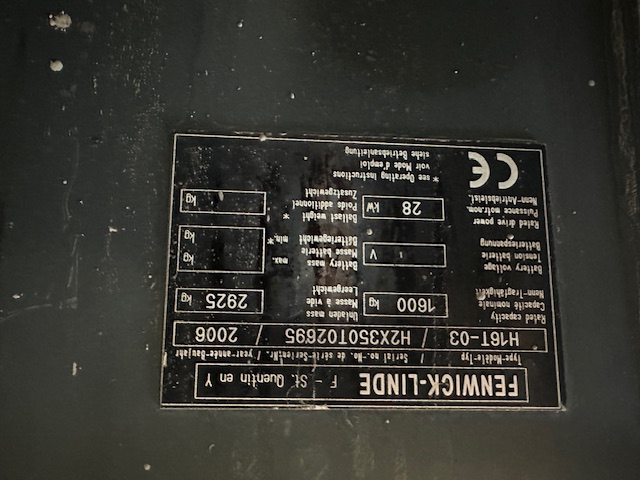 FENWICK-LINDE F - St. Quentin en Y
Type-Modèle-Typ / Serial no.-No. de série-Serien-Nr. / year-année-Baujahr
H16T-03 / H2X350T02695 / 2006
Rated capacity
Capacité nominale
Nenn-Tragfähigkeit
1600 kg
Unladen mass
Masse à vide
Leergewicht
2925 kg
Battery voltage
tension batterie
Batteriespannung
V
Battery mass
Masse batterie
Batteriegewicht
max.
min.*
kg
kg
Rated drive power
Puissance motr.nom.
Nenn-Antriebsleist.
28 kW
Ballast weight *
Poids additionnel
Zusatzgewicht
kg
CE
* see Operating instructions
voir Mode d'emploi
siehe Betriebsanleitung